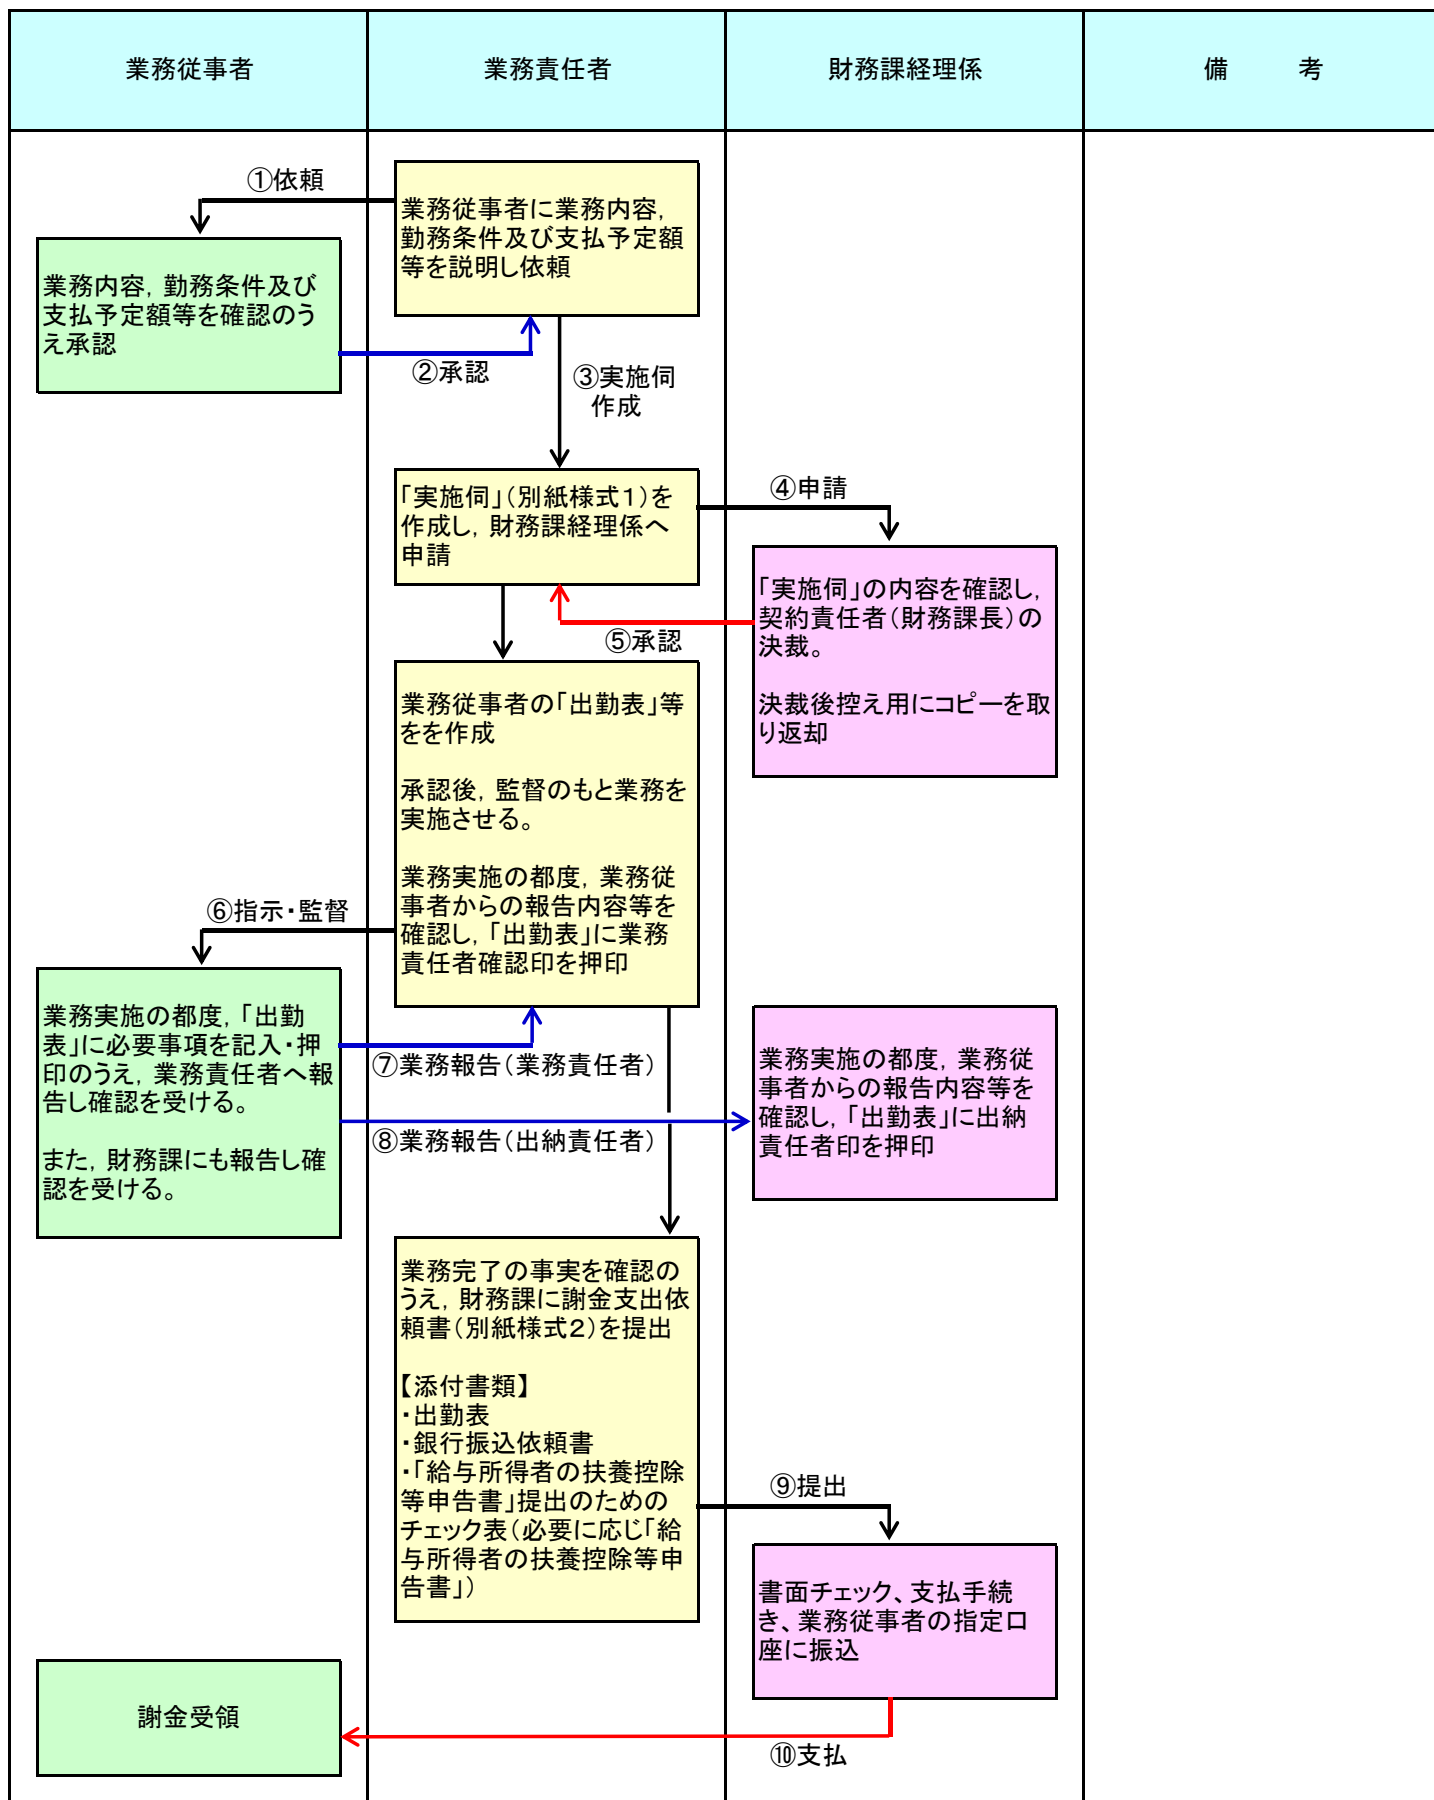 業務従事者
業務責任者
財務課経理係
備　　　考
①依頼
業務従事者に業務内容，
勤務条件及び支払予定額
等を説明し依頼
業務内容，勤務条件及び
支払予定額等を確認のう
え承認
②承認
③実施伺
作成
「実施伺」（別紙様式１）を
作成し，財務課経理係へ
申請
④申請
「実施伺」の内容を確認し，
契約責任者（財務課長）の
決裁。
決裁後控え用にコピーを取
り返却
⑤承認
業務従事者の「出勤表」等
をを作成
承認後，監督のもと業務を
実施させる。
業務実施の都度，業務従
事者からの報告内容等を
確認し，「出勤表」に業務
責任者確認印を押印
⑥指示・監督
業務実施の都度，「出勤
表」に必要事項を記入・押
印のうえ，業務責任者へ報
告し確認を受ける。
また，財務課にも報告し確
認を受ける。
⑦業務報告（業務責任者）
⑧業務報告（出納責任者）
業務実施の都度，業務従
事者からの報告内容等を
確認し，「出勤表」に出納
責任者印を押印
業務完了の事実を確認の
うえ，財務課に謝金支出依
頼書（別紙様式２）を提出
【添付書類】
・出勤表
・銀行振込依頼書
・「給与所得者の扶養控除
等申告書」提出のための
チェック表（必要に応じ「給
与所得者の扶養控除等申
告書」）
⑨提出
書面チェック、支払手続
き、業務従事者の指定口
座に振込
謝金受領
⑩支払